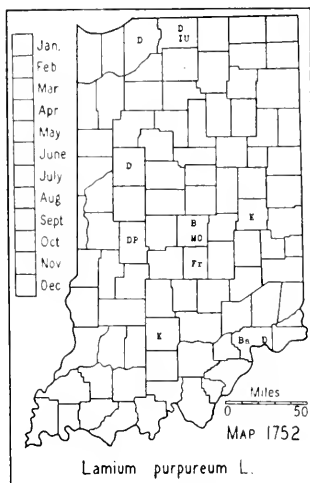 Jan.
Feb
Mar
Apr
May
June
July
Aug
Sept
Oct
Nov
Dec
D
D
IU
D
K
B
MO
DP
Fr
K
Bn D
Miles
0 50
MAP 1752
Lamium purpureum L.